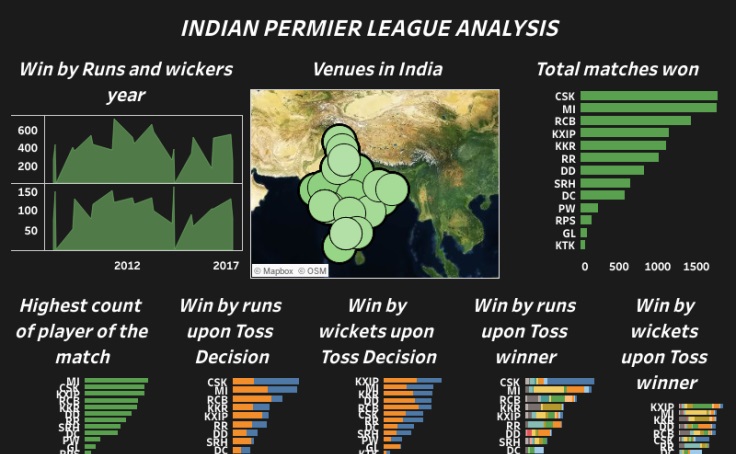 INDIAN PERMIER LEAGUE ANALYSIS
Win by Runs and wickers
year
600
400
200
150
100
50
2012
2017
Venues in India
© Mapbox © OSM
Total matches won
CSK
MI
RCB
KXIP
KKR
RR
DD
SRH
DC
PW
RPS
GL
KTK
0 500 1000 1500
Highest count
of player of the
match
MI
CSK
KXIP
RCB
KKR
RR
DD
SRH
DC
PW
GL
Win by runs
upon Toss
Decision
CSK
MI
RCB
KKR
KXIP
RR
DD
SRH
DC
Win by
wickets upon
Toss Decision
KXIP
MI
KKR
DD
RCB
CSK
RR
DC
SRH
PW
GL
Win by runs
upon Toss
winner
CSK
MI
RCB
KKR
KXIP
RR
DD
SRH
DC
Win by
wickets
upon Toss
winner
KXIP
MI
KKR
DD
RCB
CSK
RR